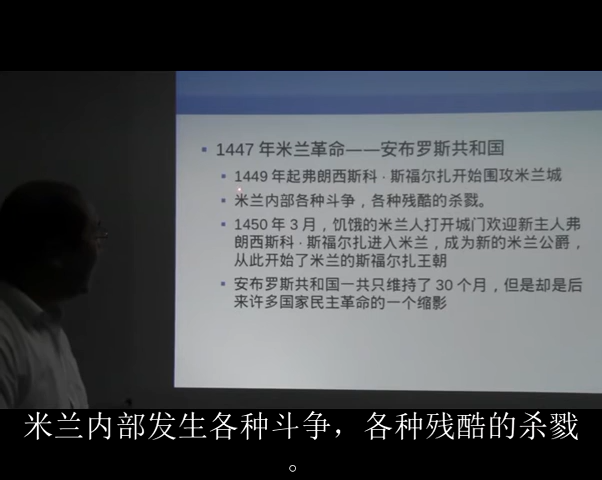 1447 年米兰革命——安布罗斯共和国
1449 年起弗朗西斯科 · 斯福尔扎开始围攻米兰城
米兰内部各种斗争，各种残酷的杀戮。
1450 年 3 月，饥饿的米兰人打开城门欢迎新主人弗
朗西斯科 · 斯福尔扎进入米兰，成为新的米兰公爵，
从此开始了米兰的斯福尔扎王朝
安布罗斯共和国一共只维持了 30 个月，但是却是后
来许多国家民主革命的一个缩影
米兰内部发生各种斗争，各种残酷的杀戮
。